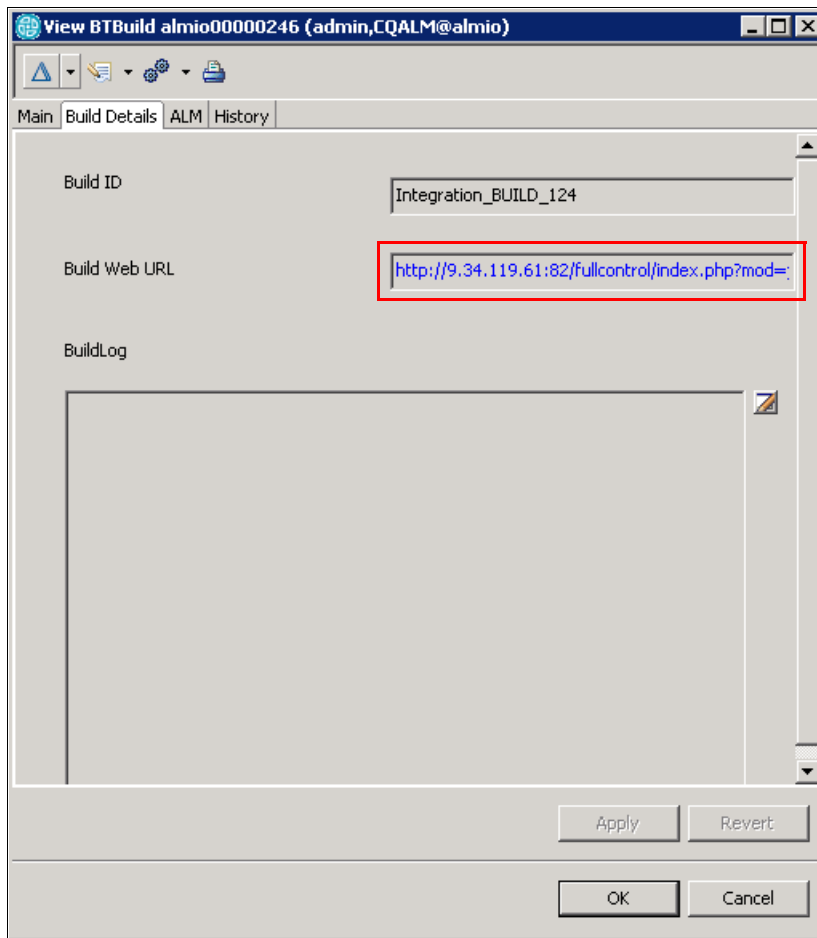 View BTBuild almio00000246 (admin,CQALM@almio)
Main Build Details ALM History
Build ID
Integration_BUILD_124
Build Web URL
http://9.34.119.61:82/fullcontrol/index.php?mod=
BuildLog
Apply Revert
OK Cancel